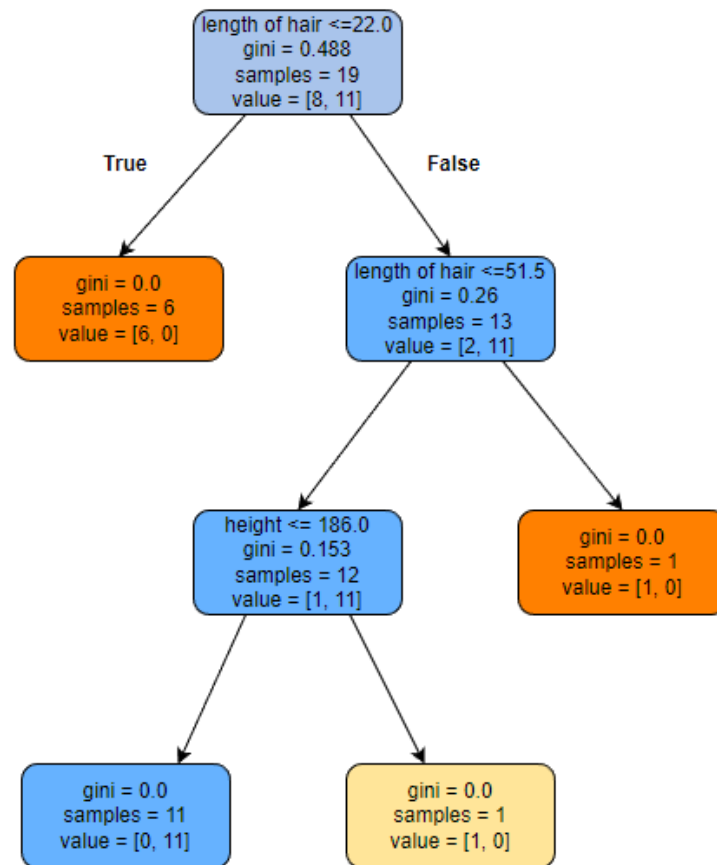 length of hair <=22.0
gini = 0.488
samples = 19
value = [8, 11]
True
False
gini = 0.0
samples = 6
value = [6, 0]
length of hair <=51.5
gini = 0.26
samples = 13
value = [2, 11]
height <= 186.0
gini = 0.153
samples = 12
value = [1, 11]
gini = 0.0
samples = 1
value = [1, 0]
gini = 0.0
samples = 11
value = [0, 11]
gini = 0.0
samples = 1
value = [1, 0]